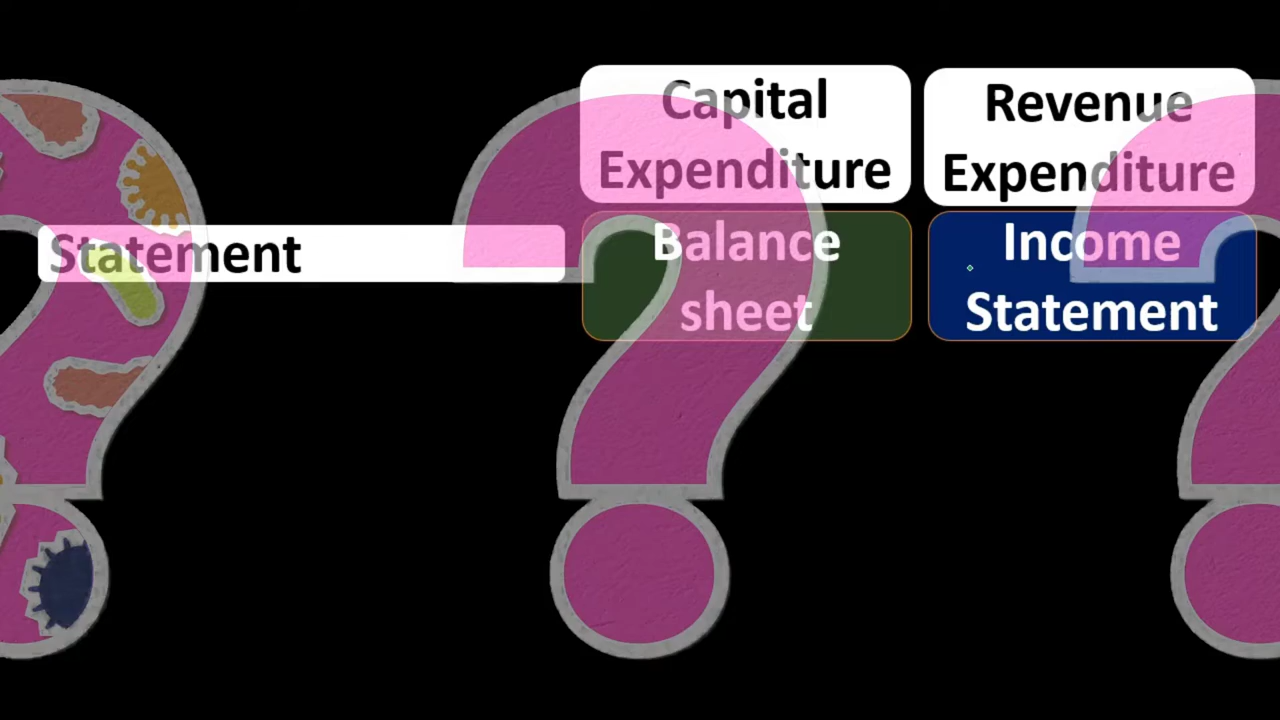 Capital
Expenditure
Revenue
Expenditure
Statement
Balance
sheet
Income
Statement